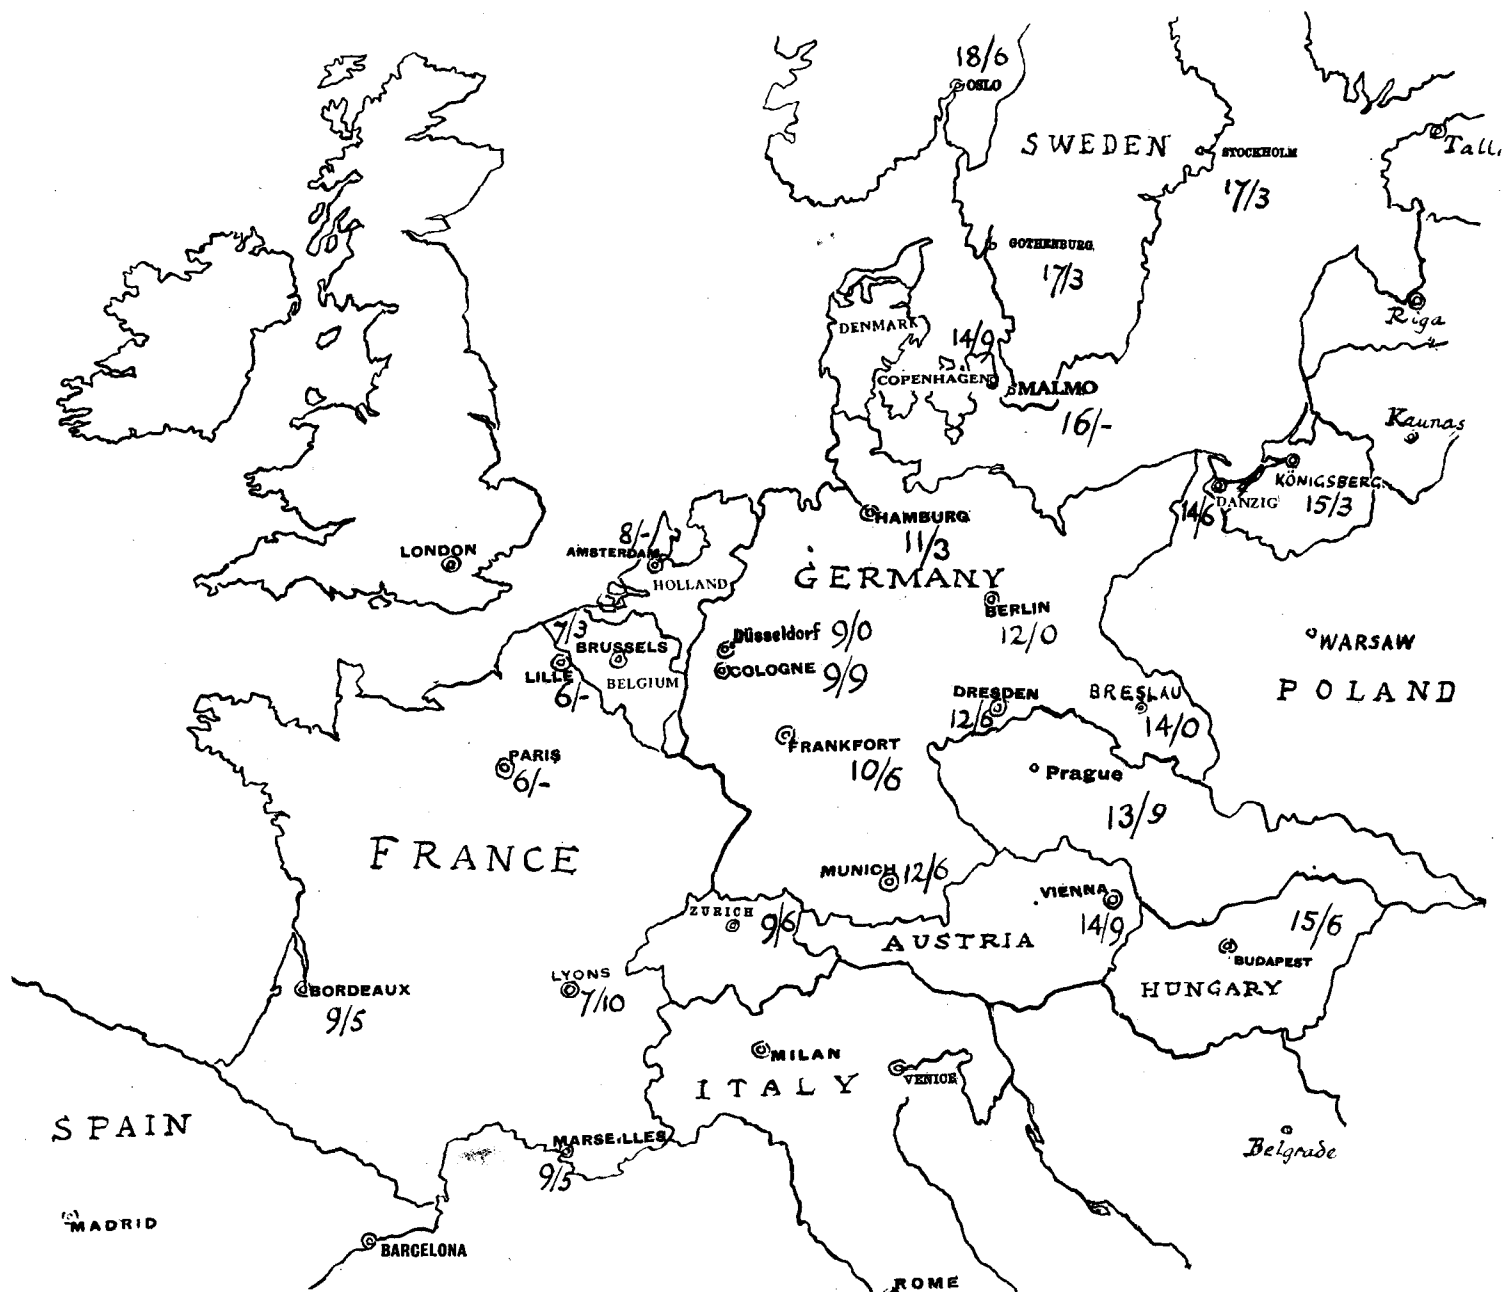 18/6
OSLO
SWEDEN
STOCKHOLM
17/3
Tall
GOTHENBURG
17/3
Riga
DENMARK
14/9
COPENHAGEN
MALMO
16/-
Kaunas
KÖNIGSBERG
15/3
DANZIG
14/6
HAMBURG
11/3
8/-
AMSTERDAM
HOLLAND
LONDON
GERMANY
BERLIN
12/0
7/3
BRUSSELS
BELGIUM
LILLE
6/-
Düsseldorf 9/0
COLOGNE 9/9
WARSAW
POLAND
DRESDEN
12/6
BRESLAU
14/0
PARIS
6/-
FRANKFORT
10/6
Prague
13/9
FRANCE
MUNICH 12/6
VIENNA
14/9
ZURICH 9/6
AUSTRIA
15/6
BUDAPEST
HUNGARY
LYONS
7/10
BORDEAUX
9/5
MILAN
ITALY
VENICE
SPAIN
MARSEILLES
9/5
Belgrade
MADRID
BARCELONA
ROME